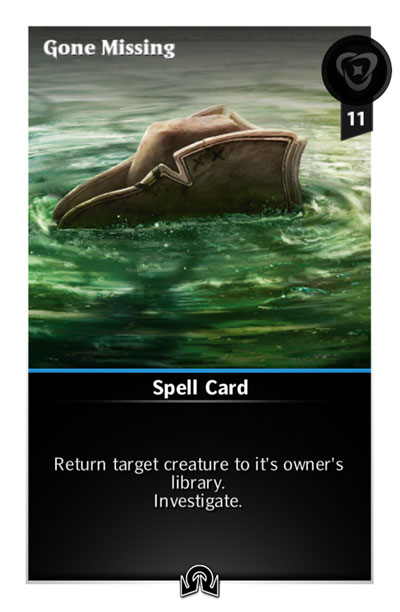 Gone Missing
11
Spell Card
Return target creature to it's owner's
library.
Investigate.